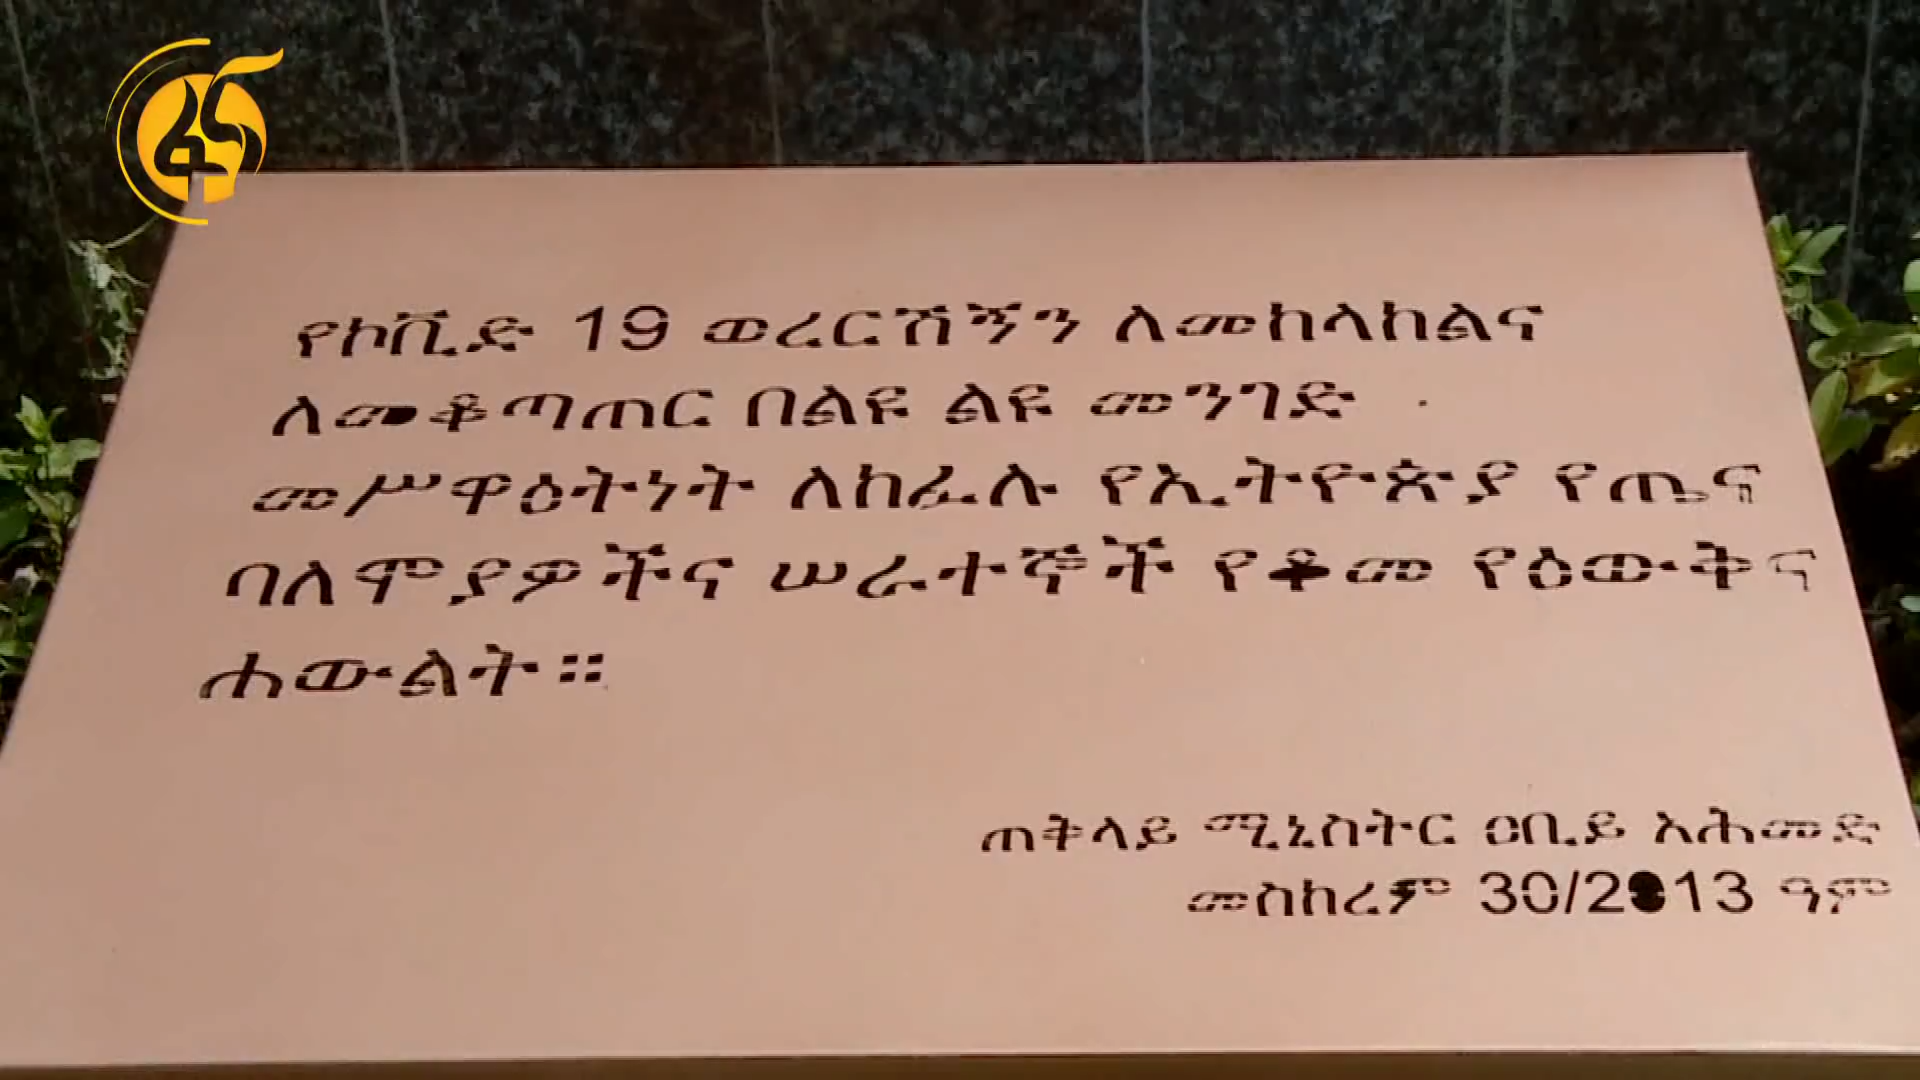 ፋና
የኮቪድ 19 ወረርሽኝን ለመከላከልና
ለመቆጣጠር በልዩ ልዩ መንገድ
መሥዋዕትነት ለከፈሉ የኢትዮጵያ የጤና
ባለሞያዎችና ሠራተኞች የቆመ የዕውቅና
ሐውልት።
ጠቅላይ ሚኒስትር ዐቢይ አሕመድ
መስከረም 30/2013 ዓም